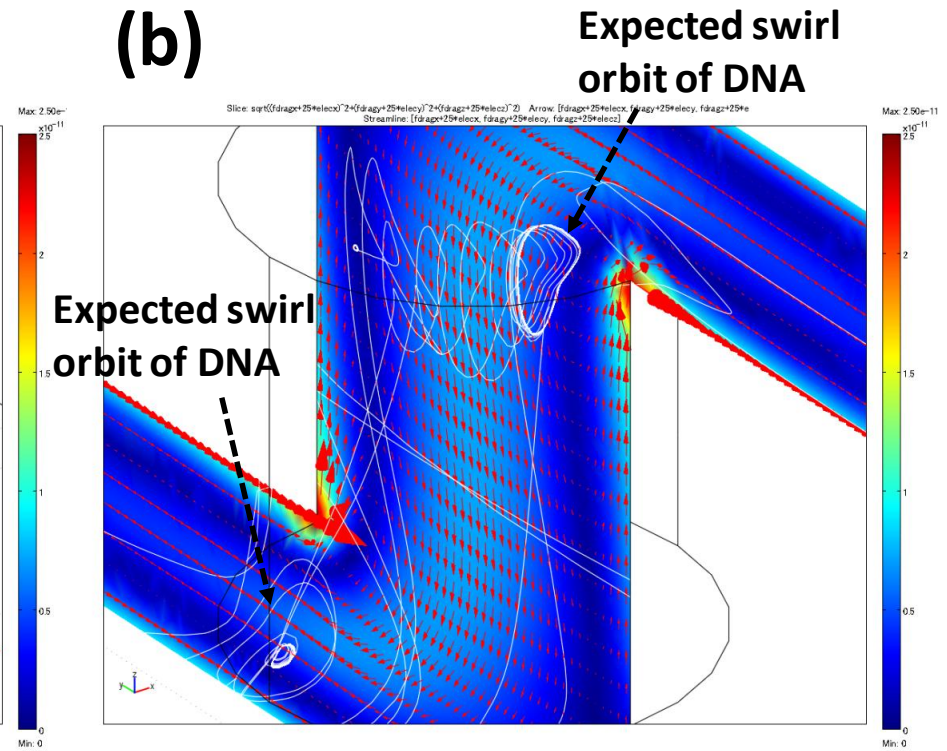 (b)
Expected swirl
orbit of DNA
Max: 2.50e-
Slice: sqrt((fdragx+25*elecx)^2+(fdragy+25*elecy)^2+(fdragz+25*elecz)^2) Arrow: [fdragx+25*elecx, fdragy+25*elecy, fdragz+25*e
Max: 2.50e-11
Streamline: [fdragx+25*elecx, fdragy+25*elecy, fdragz+25*elecz]
×10⁻¹¹
×10⁻¹¹
2.5
2.5
2
2
Expected swirl
orbit of DNA
1.5
1.5
1
1
0.5
0.5
z
y
x
0
0
Min: 0
Min: 0